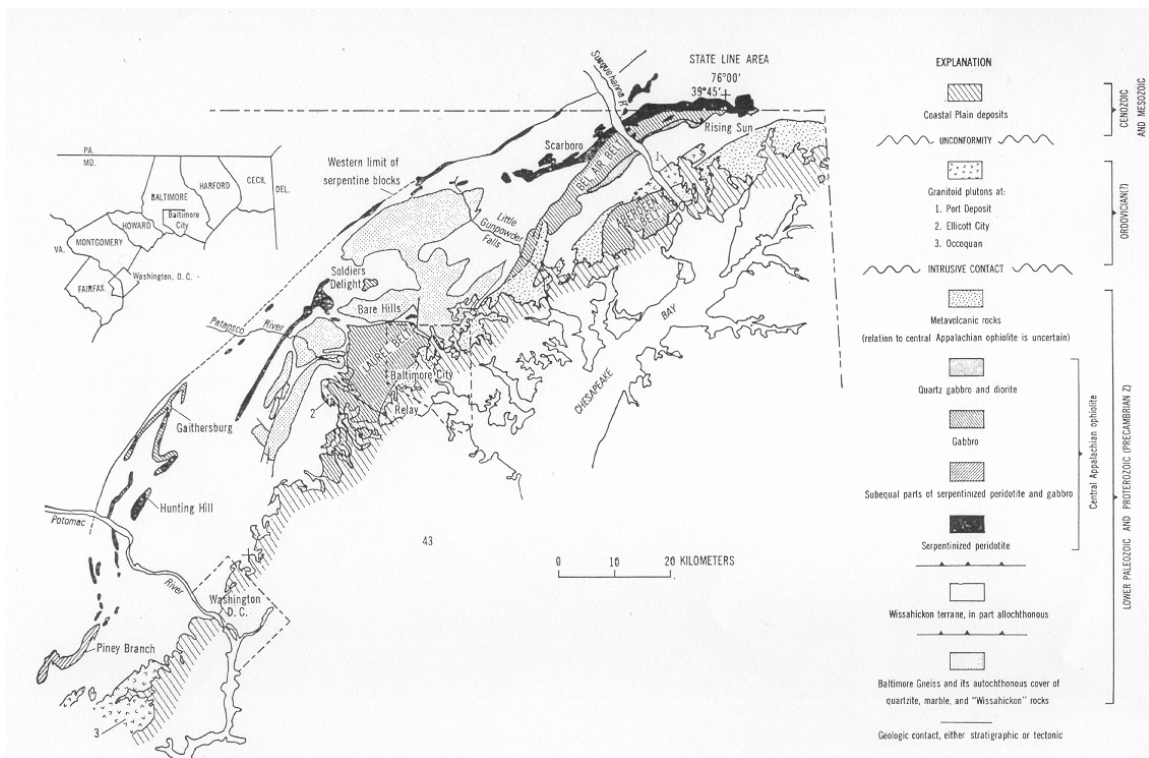 STATE LINE AREA
76°00'
39°45'
Susquehanna R.
Rising Sun
Scarboro
BEL AIR BELT
1
ABERDEEN BELT
Western limit of
serpentine blocks
Little
Gunpowder
Falls
PA.
MD.
BALTIMORE
HARFORD
CECIL
DEL.
Baltimore
City
HOWARD
MONTGOMERY
VA.
Washington, D.C.
FAIRFAX
Soldiers
Delight
Bare Hills
Patapsco River
LAUREL BELT
Baltimore City
Relay
2
CHESAPEAKE
BAY
Gaithersburg
Hunting Hill
Potomac
River
Washington
D.C.
Piney Branch
3
43
0 10 20 KILOMETERS
EXPLANATION
Coastal Plain deposits
UNCONFORMITY
Granitoid plutons at:
1. Port Deposit
2. Ellicott City
3. Occoquan
INTRUSIVE CONTACT
Metavolcanic rocks
(relation to central Appalachian ophiolite is uncertain)
Quartz gabbro and diorite
Gabbro
Subequal parts of serpentinized peridotite and gabbro
Serpentinized peridotite
Wissahickon terrane, in part allochthonous
Baltimore Gneiss and its autochthonous cover of
quartzite, marble, and "Wissahickon" rocks
Geologic contact, either stratigraphic or tectonic
Central Appalachian ophiolite
CENOZOIC
AND MESOZOIC
ORDOVICIAN(?)
LOWER PALEOZOIC AND PROTEROZOIC (PRECAMBRIAN Z)